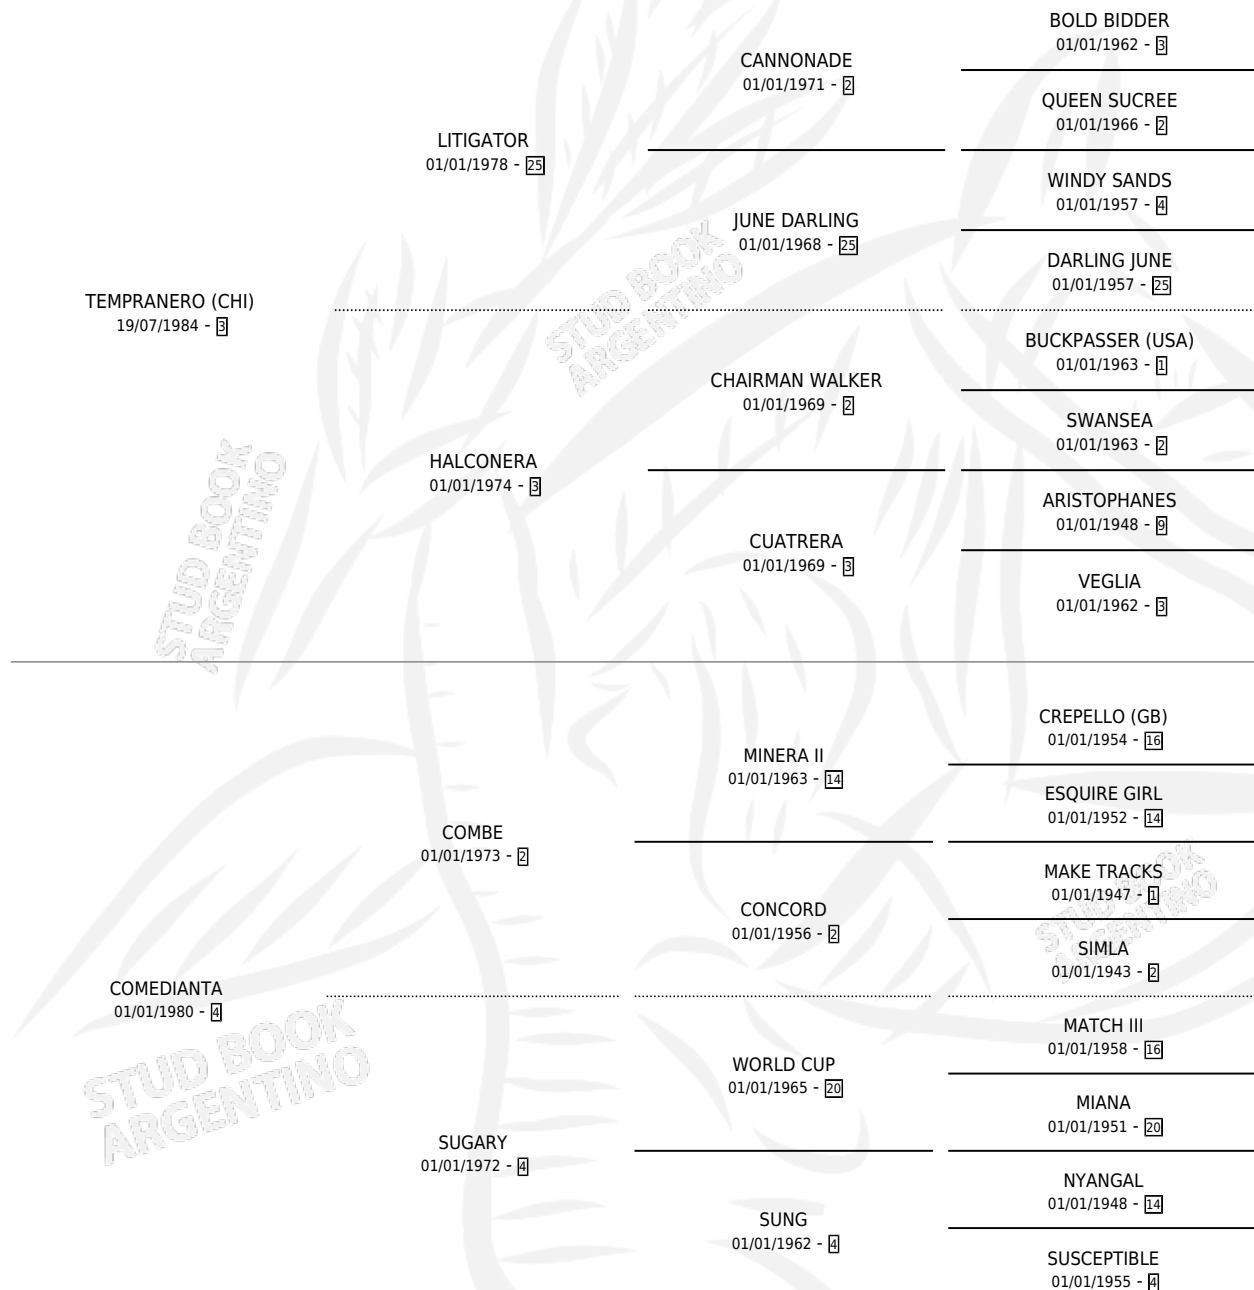 BOLD BIDDER
01/01/1962 - 3
CANNONADE
01/01/1971 - 2
QUEEN SUCREE
01/01/1966 - 2
LITIGATOR
01/01/1978 - 25
WINDY SANDS
01/01/1957 - 4
JUNE DARLING
01/01/1968 - 25
DARLING JUNE
01/01/1957 - 25
TEMPRANERO (CHI)
19/07/1984 - 3
STUD BOOK
ARGENTINO
BUCKPASSER (USA)
01/01/1963 - 1
CHAIRMAN WALKER
01/01/1969 - 2
SWANSEA
01/01/1963 - 2
HALCONERA
01/01/1974 - 3
ARISTOPHANES
01/01/1948 - 9
CUATRERA
01/01/1969 - 3
VEGLIA
01/01/1962 - 3
STUD BOOK
ARGENTINO
CREPELLO (GB)
01/01/1954 - 16
MINERA II
01/01/1963 - 14
ESQUIRE GIRL
01/01/1952 - 14
COMBE
01/01/1973 - 2
MAKE TRACKS
01/01/1947 - 1
CONCORD
01/01/1956 - 2
SIMLA
01/01/1943 - 2
STUD BOOK
ARGENTINO
COMEDIANTA
01/01/1980 - 4
MATCH III
01/01/1958 - 16
WORLD CUP
01/01/1965 - 20
MIANA
01/01/1951 - 20
STUD BOOK
ARGENTINO
SUGARY
01/01/1972 - 4
NYANGAL
01/01/1948 - 14
SUNG
01/01/1962 - 4
SUSCEPTIBLE
01/01/1955 - 4